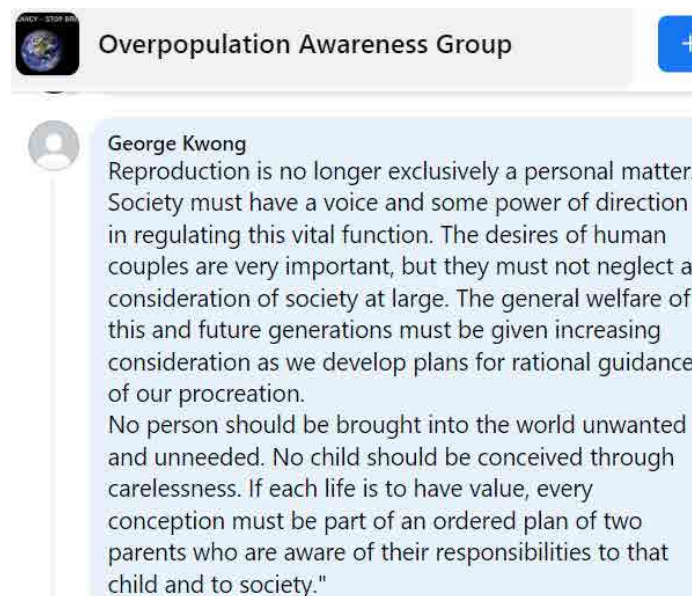 ANCY - STOP
Overpopulation Awareness Group
+
George Kwong
Reproduction is no longer exclusively a personal matter.
Society must have a voice and some power of direction
in regulating this vital function. The desires of human
couples are very important, but they must not neglect a
consideration of society at large. The general welfare of
this and future generations must be given increasing
consideration as we develop plans for rational guidance
of our procreation.
No person should be brought into the world unwanted
and unneeded. No child should be conceived through
carelessness. If each life is to have value, every
conception must be part of an ordered plan of two
parents who are aware of their responsibilities to that
child and to society."